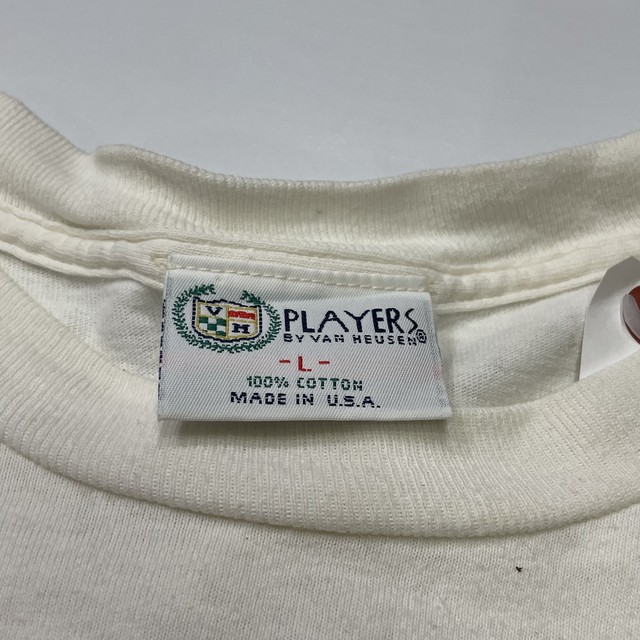 V
H
PLAYERS®
BY VAN HEUSEN
- L -
100% COTTON
MADE IN U.S.A.